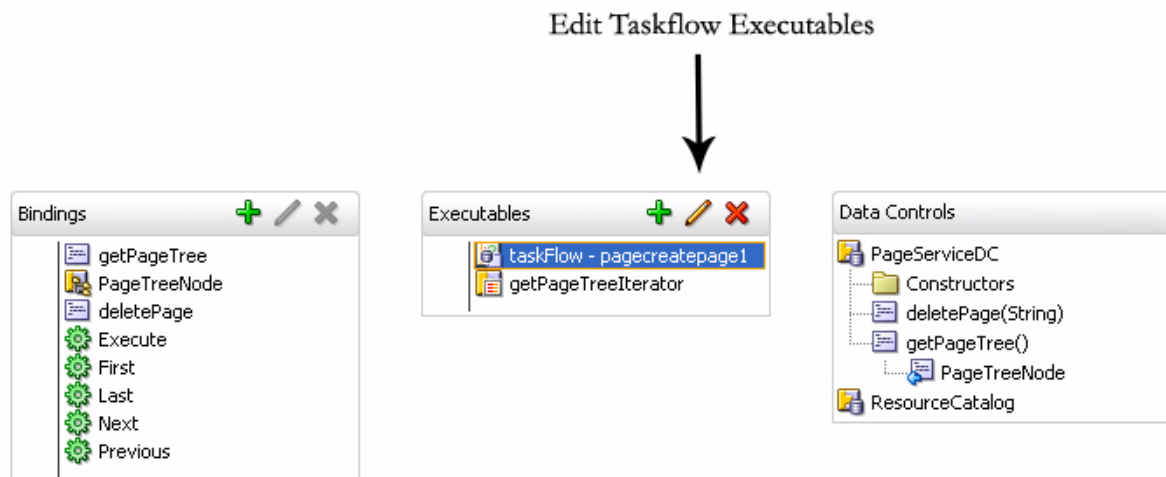 Edit Taskflow Executables
Bindings
getPageTree
PageTreeNode
deletePage
Execute
First
Last
Next
Previous
Executables
taskFlow - pagecreatepage1
getPageTreeIterator
Data Controls
PageServiceDC
Constructors
deletePage(String)
getPageTree()
PageTreeNode
ResourceCatalog